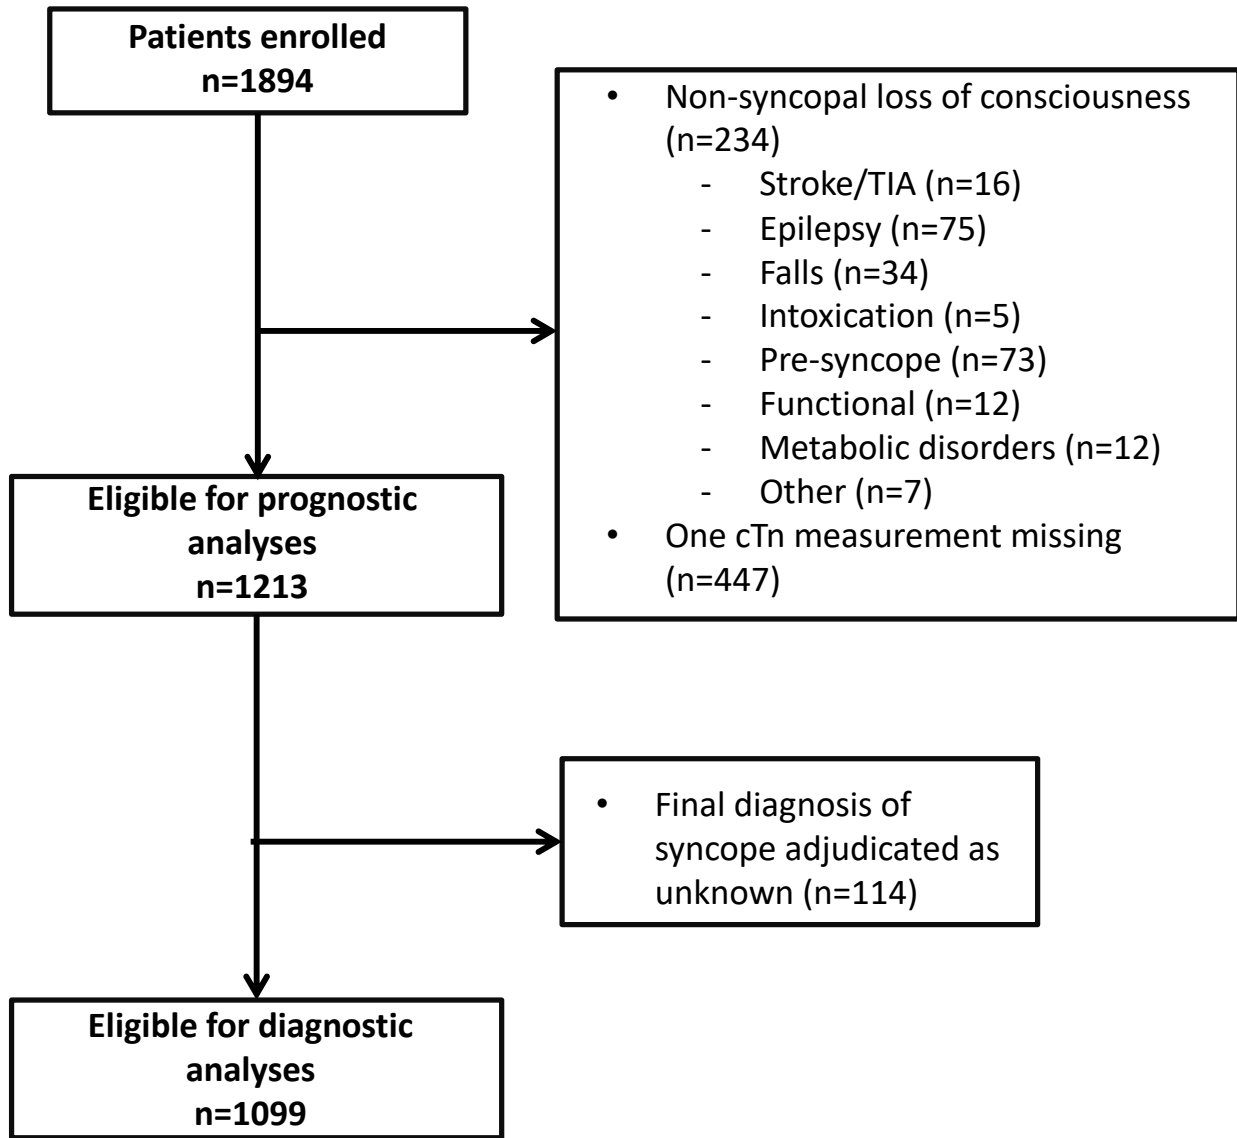 Patients enrolled
n=1894
• Non-syncopal loss of consciousness
(n=234)
- Stroke/TIA (n=16)
- Epilepsy (n=75)
- Falls (n=34)
- Intoxication (n=5)
- Pre-syncope (n=73)
- Functional (n=12)
- Metabolic disorders (n=12)
- Other (n=7)
• One cTn measurement missing
(n=447)
Eligible for prognostic
analyses
n=1213
• Final diagnosis of
syncope adjudicated as
unknown (n=114)
Eligible for diagnostic
analyses
n=1099